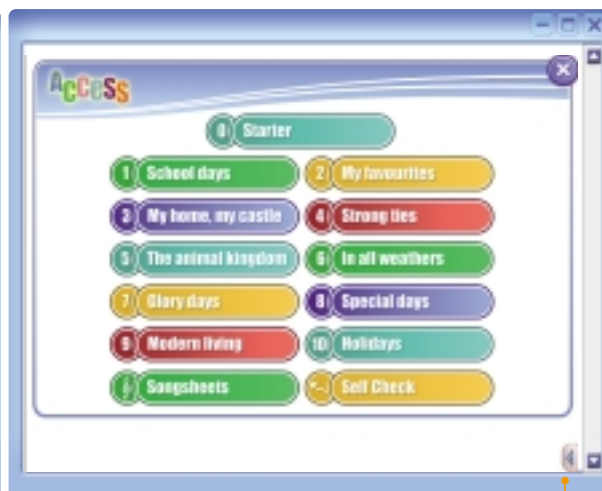 Access
0 Starter
1 School days
2 My favourites
3 My home, my castle
4 Strong ties
5 The animal kingdom
6 In all weathers
7 Glory days
8 Special days
9 Modern living
10 Holidays
Songsheets
Self Check